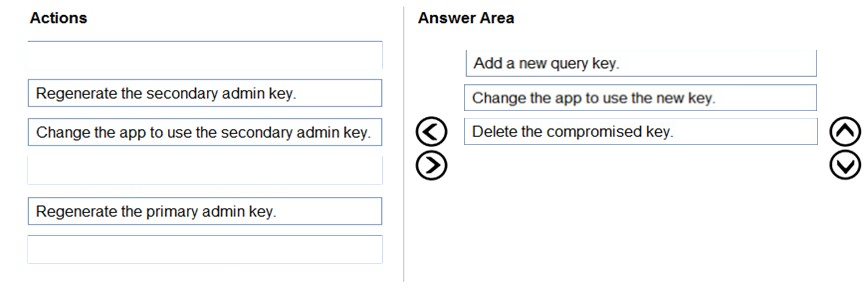 Actions
Regenerate the secondary admin key.
Change the app to use the secondary admin key.
Regenerate the primary admin key.
Answer Area
Add a new query key.
Change the app to use the new key.
Delete the compromised key.